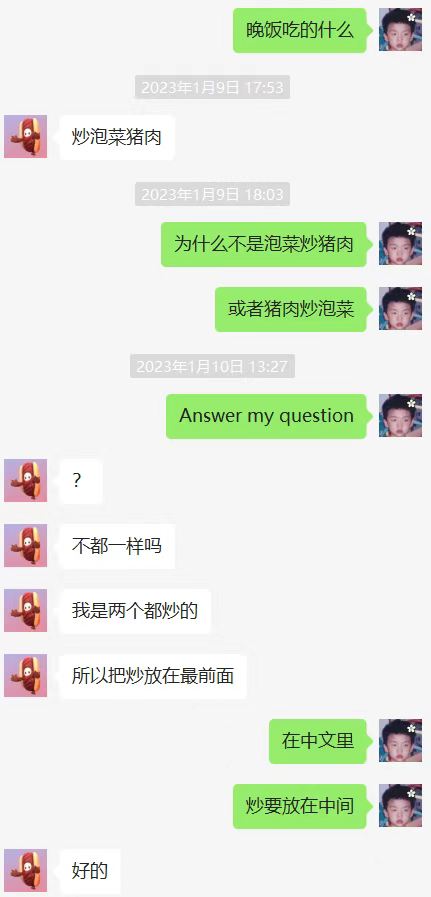 晚饭吃的什么
2023年1月9日 17:53
炒泡菜猪肉
2023年1月9日 18:03
为什么不是泡菜炒猪肉
或者猪肉炒泡菜
2023年1月10日 13:27
Answer my question
？
不都一样吗
我是两个都炒的
所以把炒放在最前面
在中文里
炒要放在中间
好的